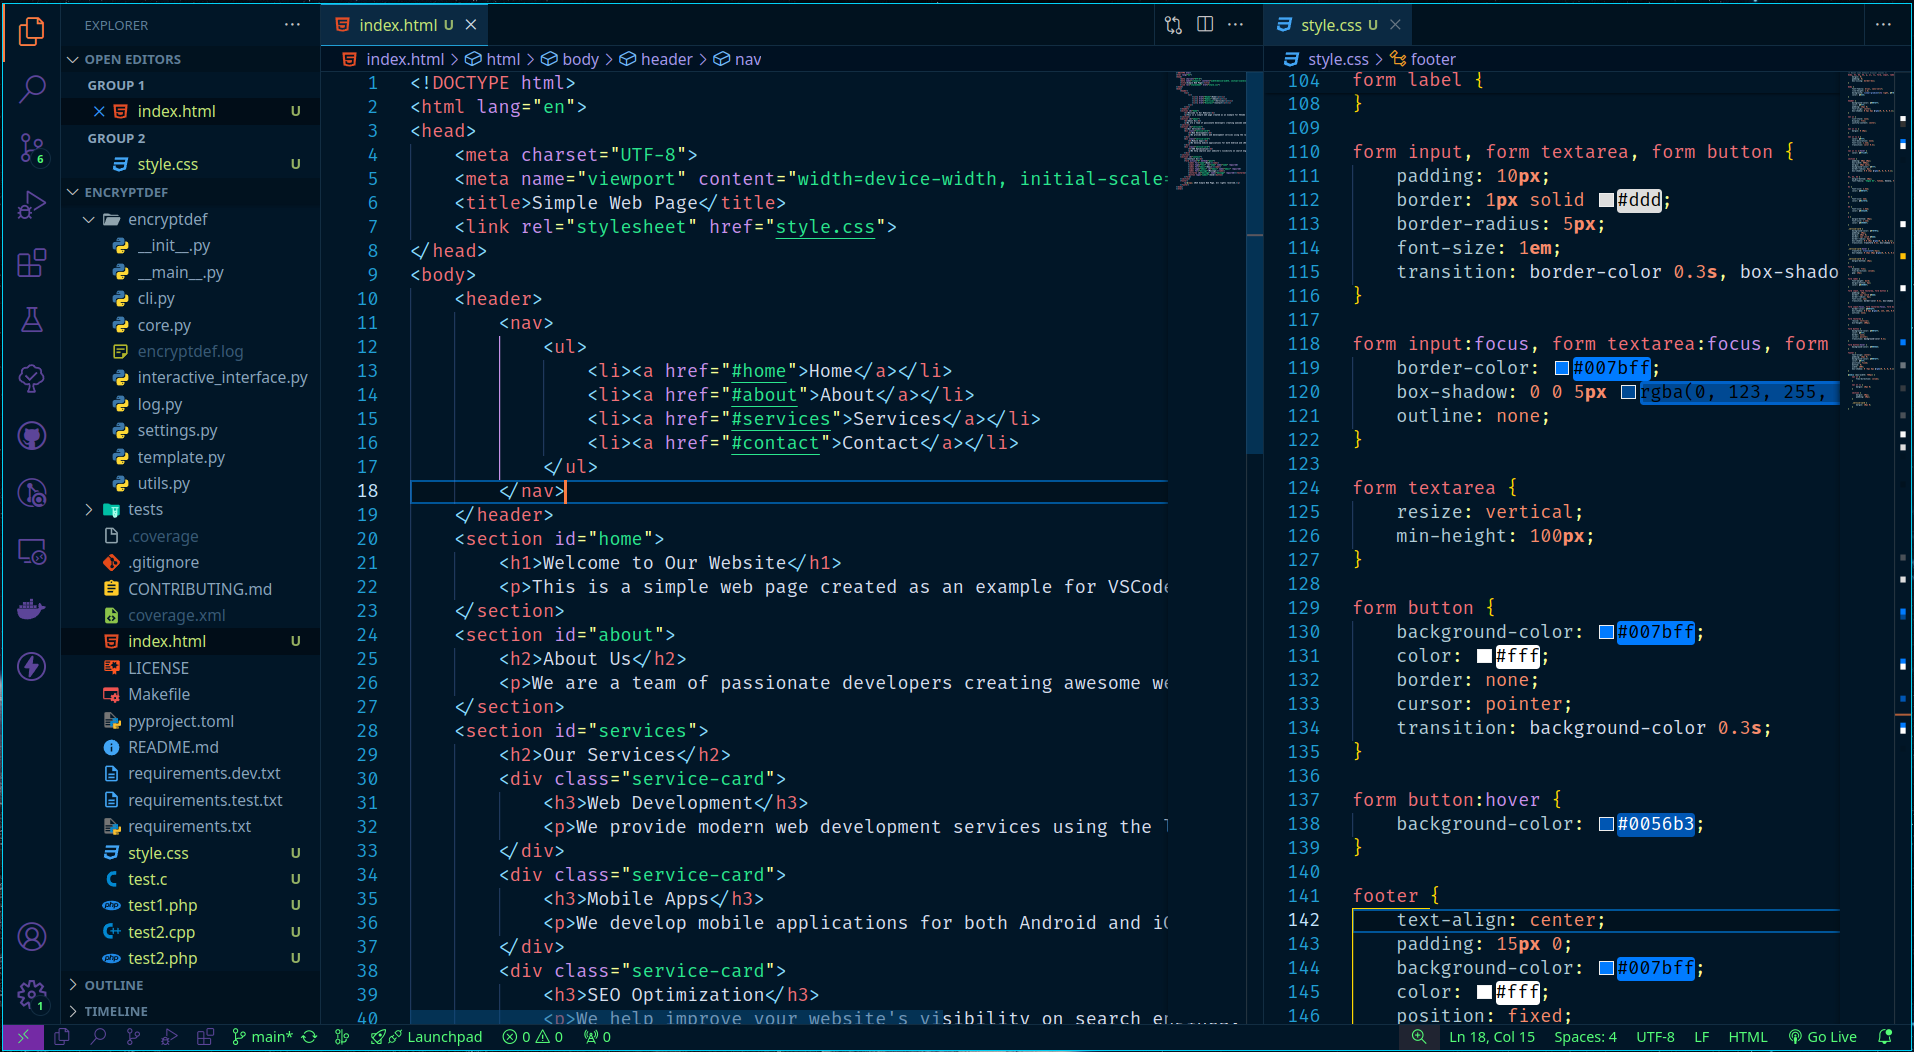 EXPLORER
OPEN EDITORS
GROUP 1
index.html U
GROUP 2
style.css U
ENCRYPTDEF
encryptdef
__init__.py
__main__.py
cli.py
core.py
encryptdef.log
interactive_interface.py
log.py
settings.py
template.py
utils.py
tests
.coverage
.gitignore
CONTRIBUTING.md
coverage.xml
index.html U
LICENSE
Makefile
pyproject.toml
README.md
requirements.dev.txt
requirements.test.txt
requirements.txt
style.css U
test.c U
test1.php U
test2.cpp U
test2.php U
OUTLINE
TIMELINE
6
1
index.html U
index.html > html > body > header > nav
1 <!DOCTYPE html>
2 <html lang="en">
3 <head>
4 <meta charset="UTF-8">
5 <meta name="viewport" content="width=device-width, initial-scale=
6 <title>Simple Web Page</title>
7 <link rel="stylesheet" href="style.css">
8 </head>
9 <body>
10 <header>
11 <nav>
12 <ul>
13 <li><a href="#home">Home</a></li>
14 <li><a href="#about">About</a></li>
15 <li><a href="#services">Services</a></li>
16 <li><a href="#contact">Contact</a></li>
17 </ul>
18 </nav>
19 </header>
20 <section id="home">
21 <h1>Welcome to Our Website</h1>
22 <p>This is a simple web page created as an example for VSCode
23 </section>
24 <section id="about">
25 <h2>About Us</h2>
26 <p>We are a team of passionate developers creating awesome we
27 </section>
28 <section id="services">
29 <h2>Our Services</h2>
30 <div class="service-card">
31 <h3>Web Development</h3>
32 <p>We provide modern web development services using the l
33 </div>
34 <div class="service-card">
35 <h3>Mobile Apps</h3>
36 <p>We develop mobile applications for both Android and iO
37 </div>
38 <div class="service-card">
39 <h3>SEO Optimization</h3>
40 <p>We help improve your website's visibility on search
style.css U
style.css > footer
104 form label {
108 }
109
110 form input, form textarea, form button {
111 padding: 10px;
112 border: 1px solid #ddd;
113 border-radius: 5px;
114 font-size: 1em;
115 transition: border-color 0.3s, box-shado
116 }
117
118 form input:focus, form textarea:focus, form
119 border-color: #007bff;
120 box-shadow: 0 0 5px rgba(0, 123, 255,
121 outline: none;
122 }
123
124 form textarea {
125 resize: vertical;
126 min-height: 100px;
127 }
128
129 form button {
130 background-color: #007bff;
131 color: #fff;
132 border: none;
133 cursor: pointer;
134 transition: background-color 0.3s;
135 }
136
137 form button:hover {
138 background-color: #0056b3;
139 }
140
141 footer {
142 text-align: center;
143 padding: 15px 0;
144 background-color: #007bff;
145 color: #fff;
146 position: fixed;
main* Launchpad 0 0 0 Ln 18, Col 15 Spaces: 4 UTF-8 LF HTML Go Live